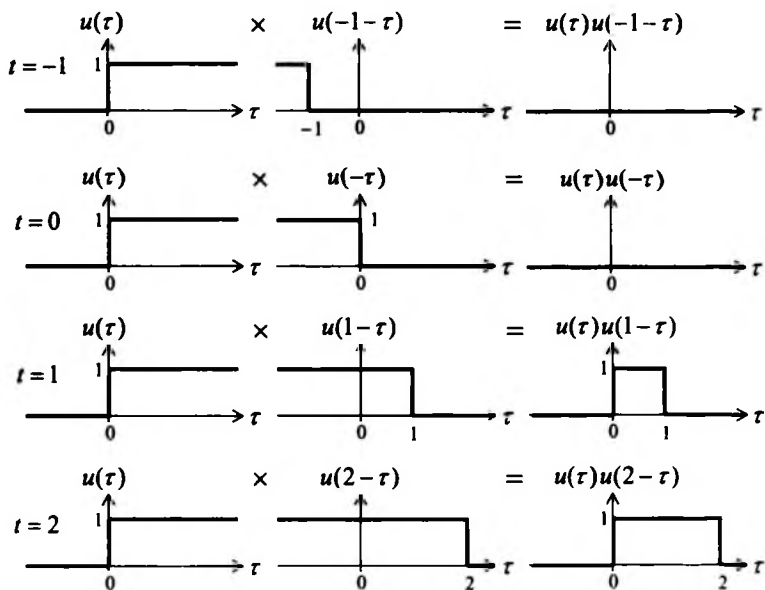 u(τ) × u(−1−τ) = u(τ)u(−1−τ)
t = −1 1 τ τ τ
0 −1 0 0
u(τ) × u(−τ) = u(τ)u(−τ)
t = 0 1 τ 1 τ τ
0 0 0
u(τ) × u(1−τ) = u(τ)u(1−τ)
t = 1 1 τ τ 1 τ
0 0 1 0 1
u(τ) × u(2−τ) = u(τ)u(2−τ)
t = 2 1 τ τ 1 τ
0 0 2 0 2